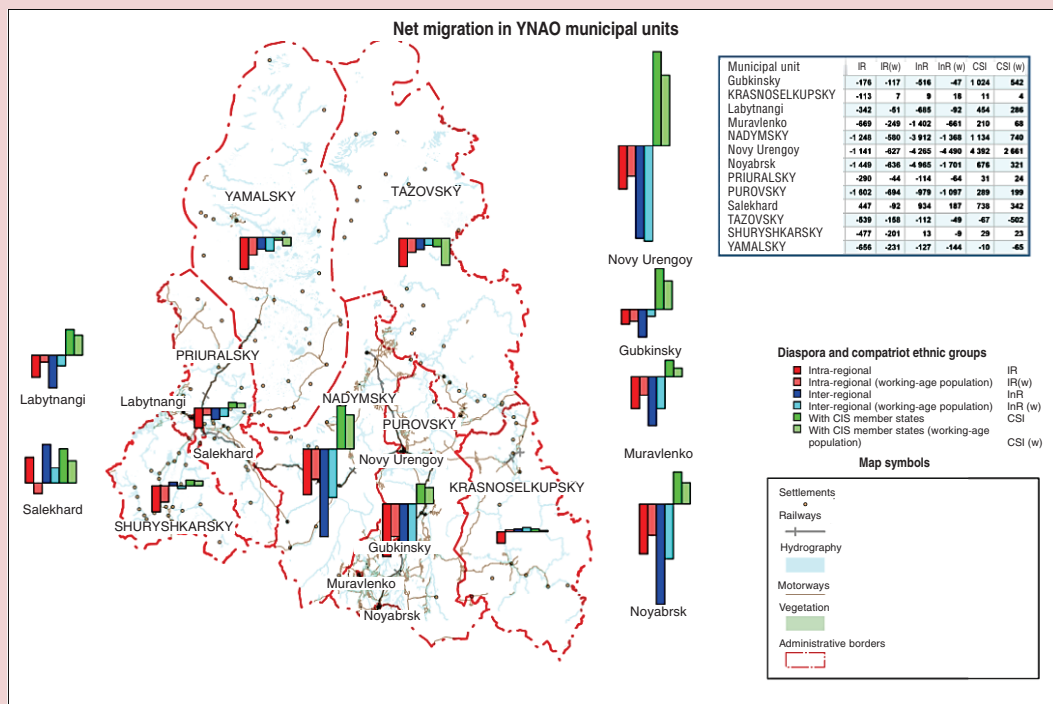 Net migration in YNAO municipal units
Municipal unit IR IR(w) InR InR (w) CSI CSI (w)
Gubkinsky -176 -117 -516 -47 1 024 542
KRASNOSELKUPSKY -113 7 9 16 11 4
Labytnangi -342 -51 -685 -92 454 286
Muravlenko -669 -249 -1 402 -661 210 68
NADYMSKY -1 248 -580 -3 912 -1 368 1 134 740
Novy Urengoy -1 141 -627 -4 265 -4 490 4 392 2 661
Noyabrsk -1 449 -636 -4 965 -1 701 676 321
PRIURALSKY -290 -44 -114 -64 31 24
PUROVSKY -1 602 -694 -979 -1 097 289 199
Salekhard 447 -92 934 187 738 342
TAZOVSKY -539 -158 -112 -49 -67 -502
SHURYSHKARSKY -477 -201 13 -9 29 23
YAMALSKY -656 -231 -127 -144 -10 -65
YAMALSKY
TAZOVSKY
Novy Urengoy
Gubkinsky
PRIURALSKY
Labytnangi
Labytnangi
NADYMSKY
PUROVSKY
Salekhard
Novy Urengoy
Muravlenko
KRASNOSELKUPSKY
Salekhard
SHURYSHKARSKY
Gubkinsky
Muravlenko
Noyabrsk
Noyabrsk
Diaspora and compatriot ethnic groups
Intra-regional IR
Intra-regional (working-age population) IR(w)
Inter-regional InR
Inter-regional (working-age population) InR (w)
With CIS member states CSI
With CIS member states (working-age
population) CSI (w)
Map symbols
Settlements
Railways
Hydrography
Motorways
Vegetation
Administrative borders